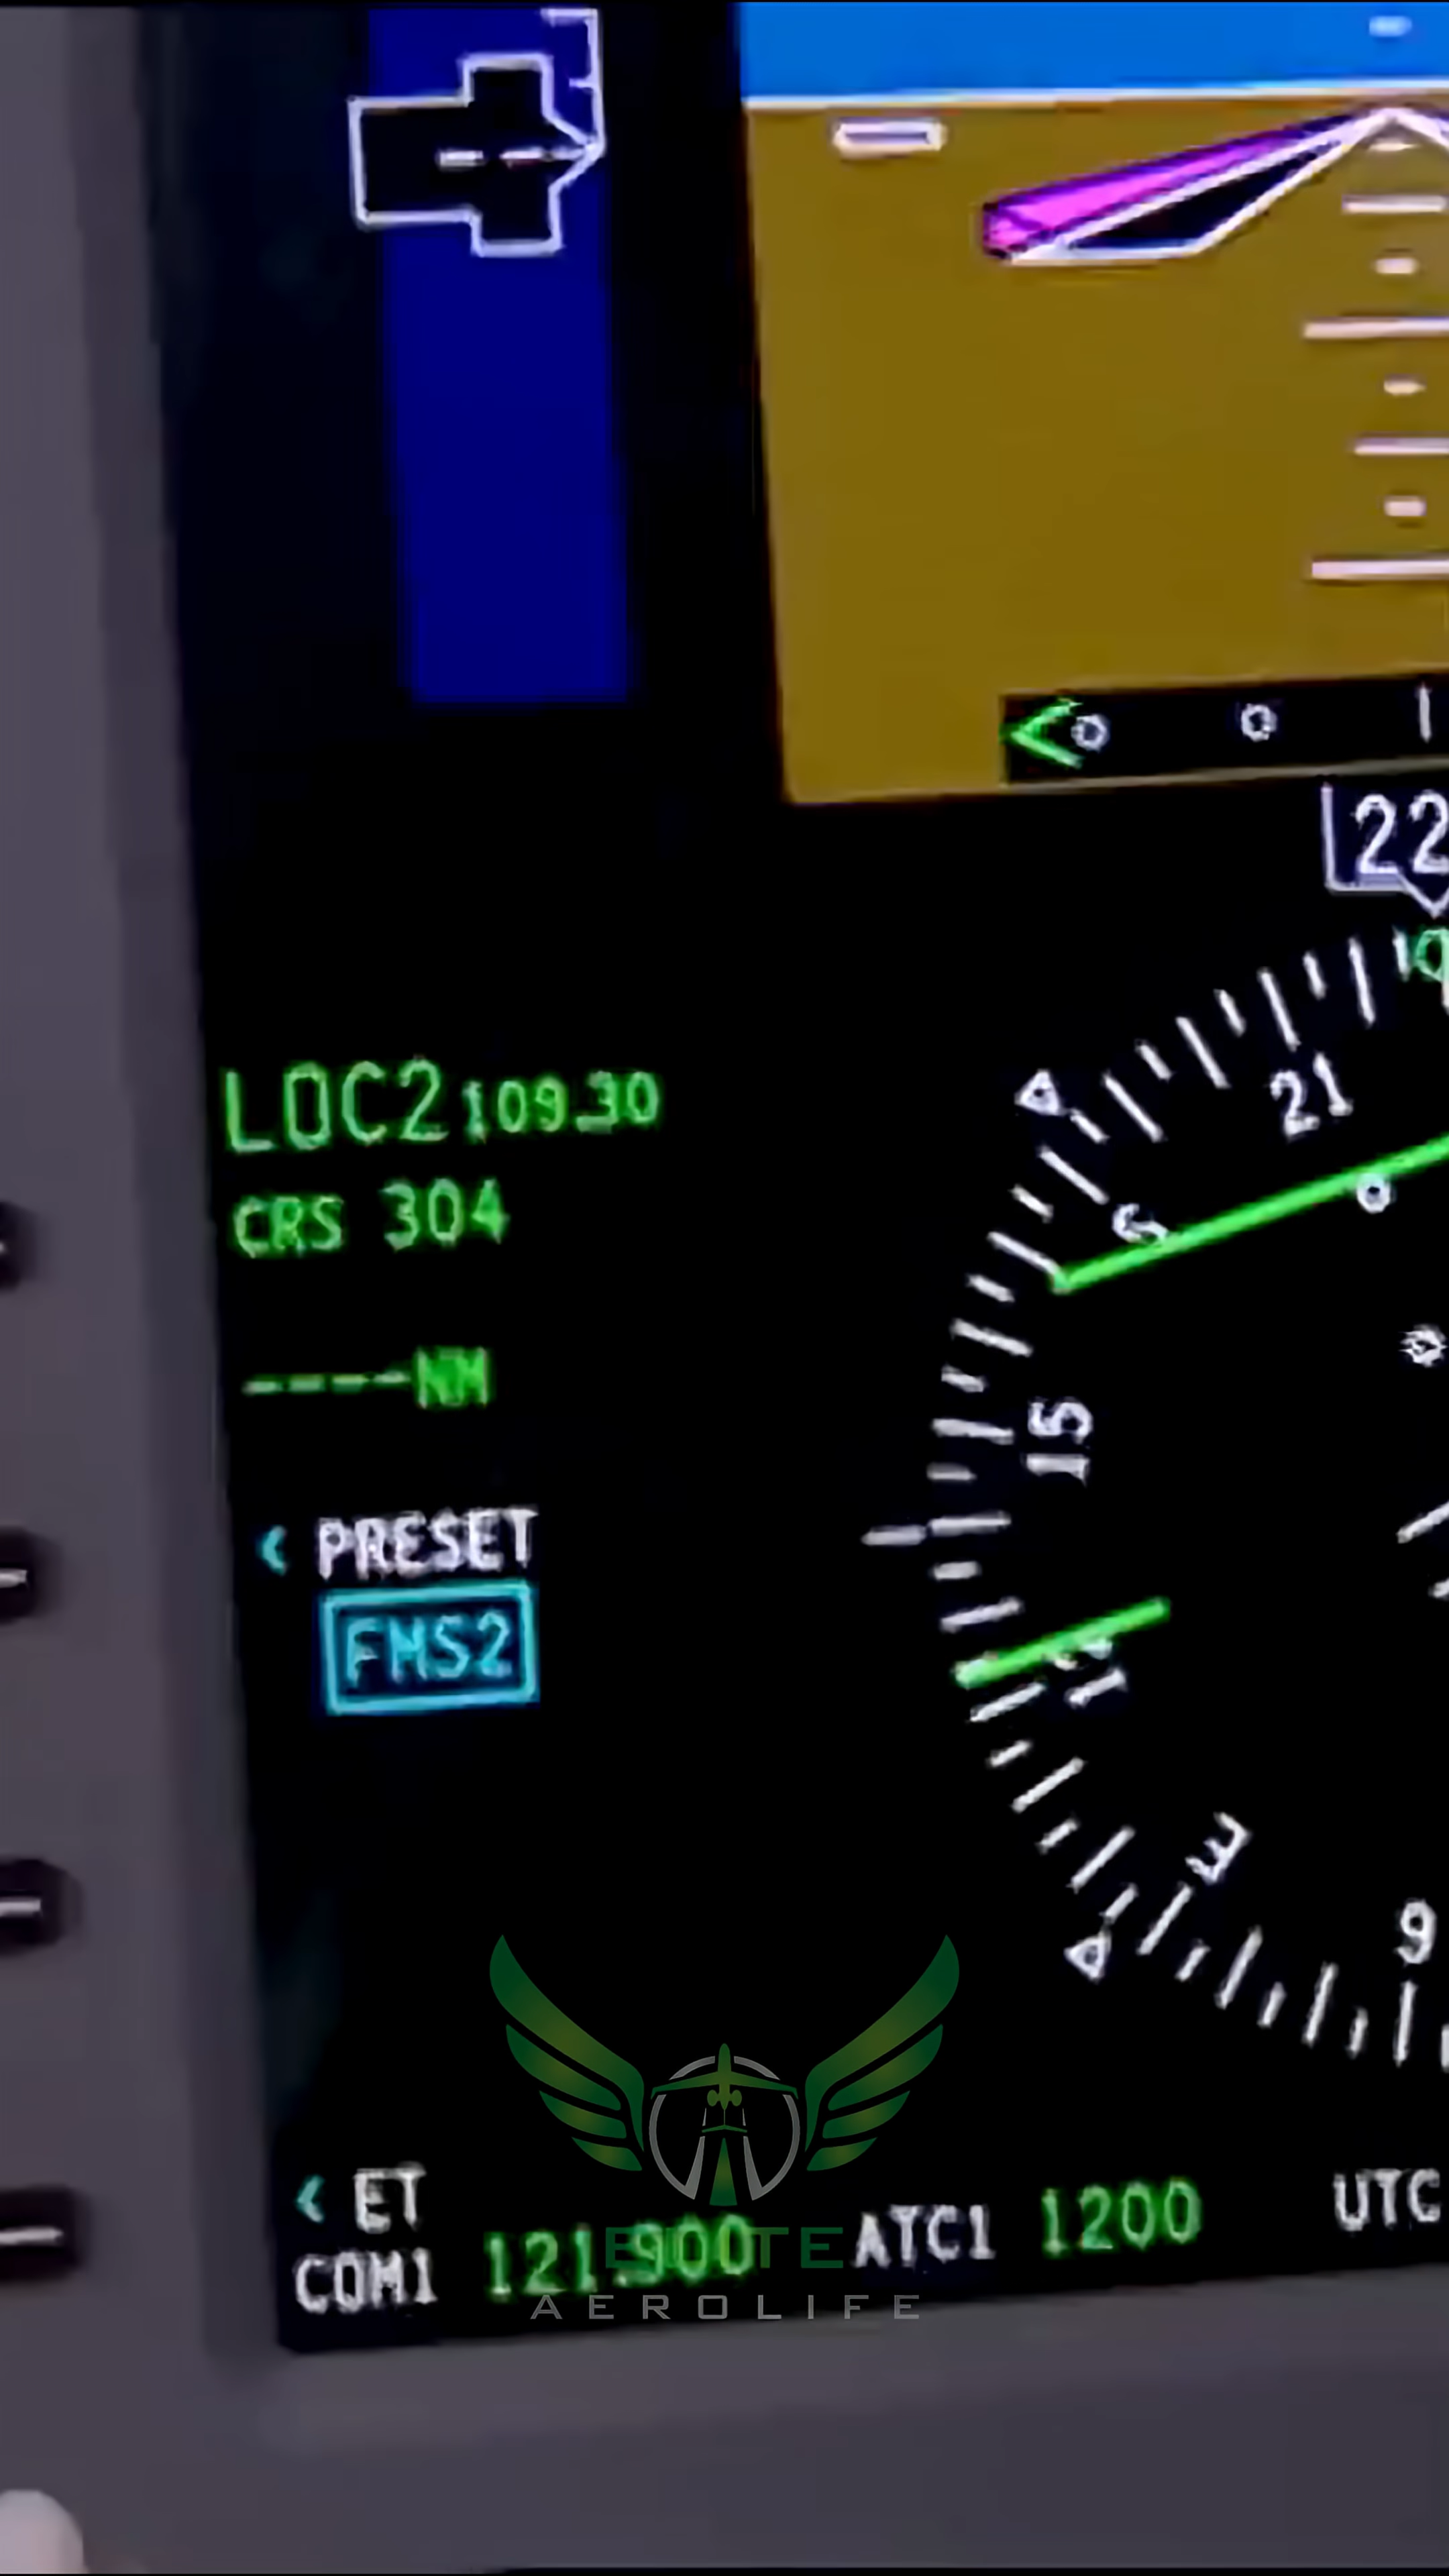 22
21
LOC2 109.30
CRS 304
----NM
15
< PRESET
FMS2
12
3
9
< ET
UTC
COM1 121.900 ATC1 1200
ELITE
AEROLIFE